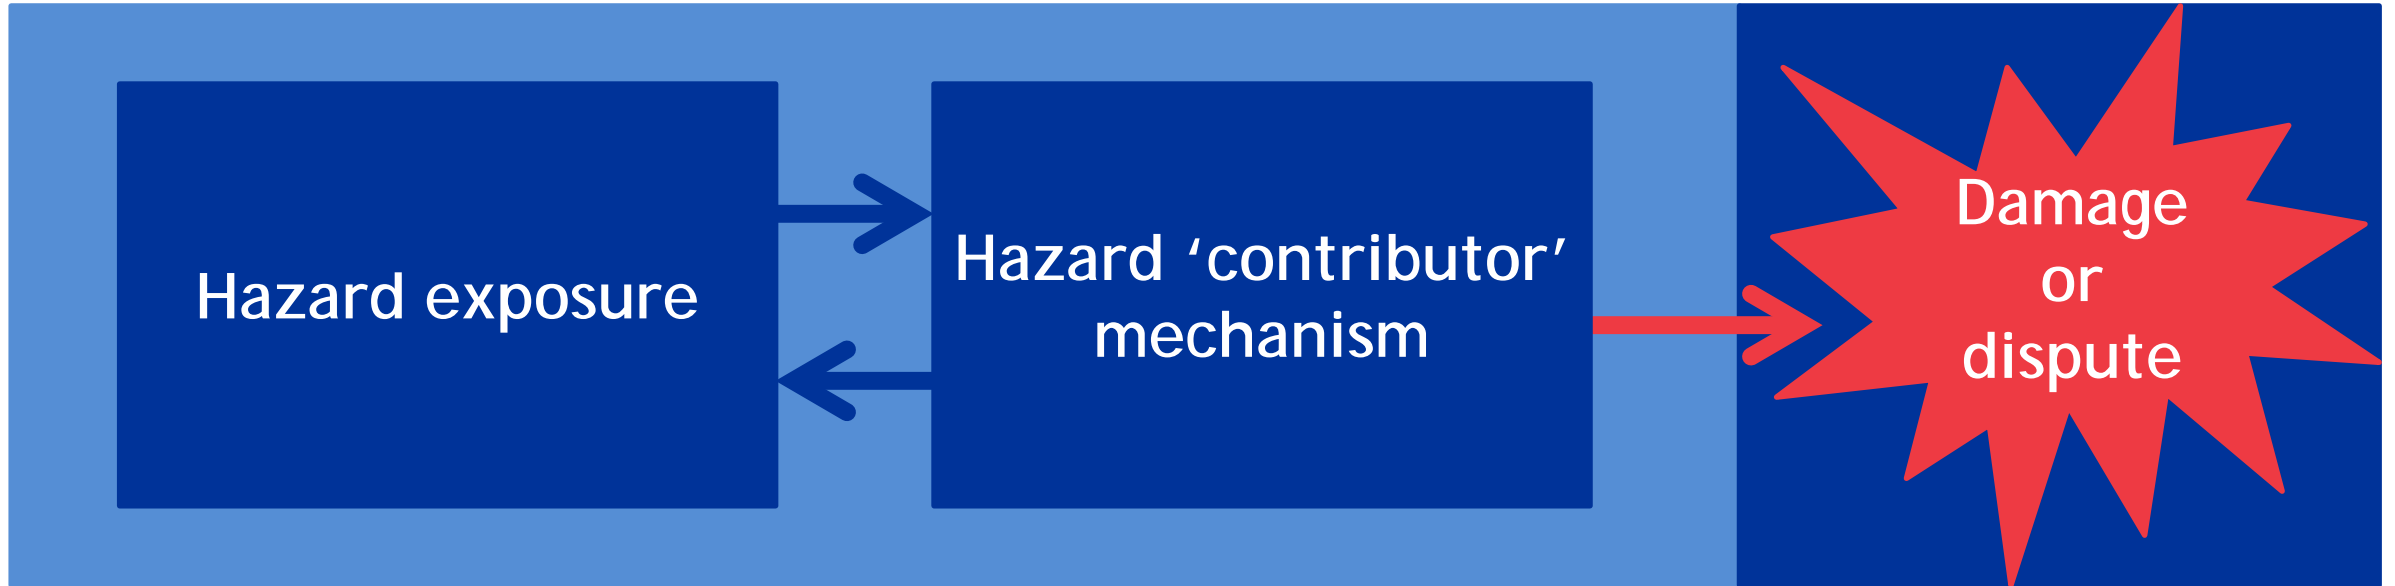 Hazard exposure
Hazard ‘contributor’
mechanism
Damage
or
dispute